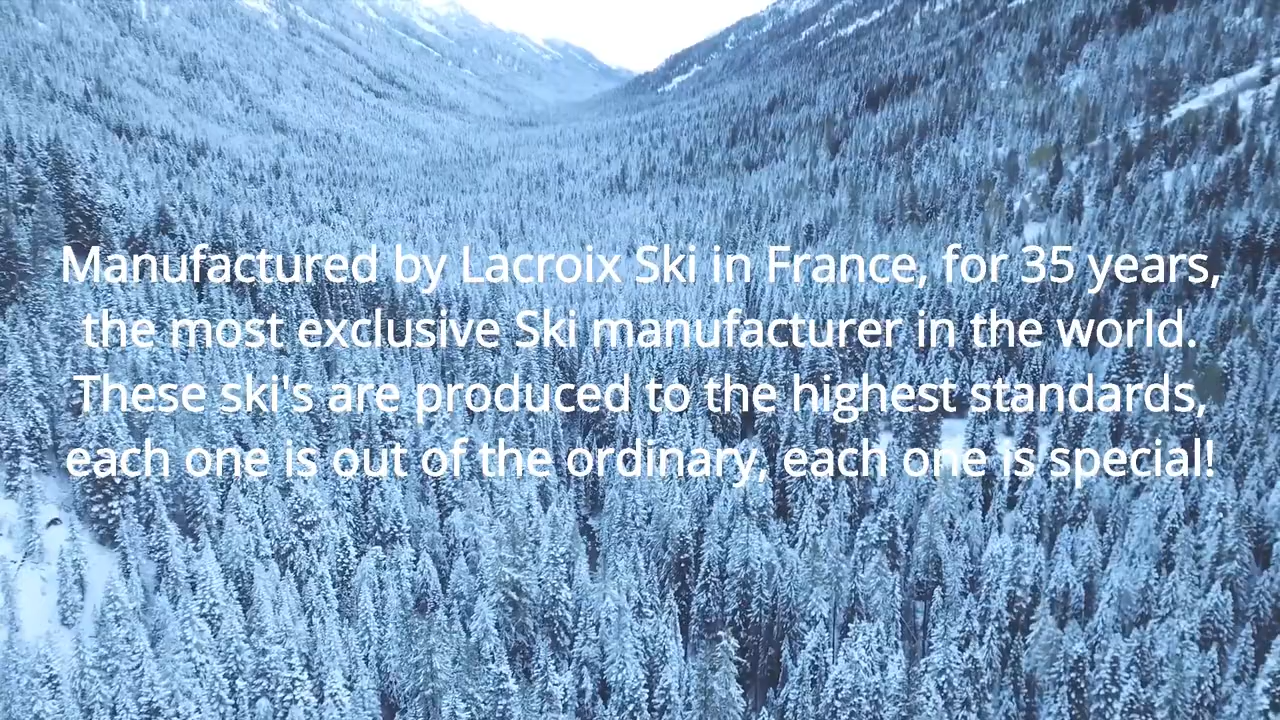 Manufactured by Lacroix Ski in France, for 35 years,
the most exclusive Ski manufacturer in the world.
These ski's are produced to the highest standards,
each one is out of the ordinary, each one is special!